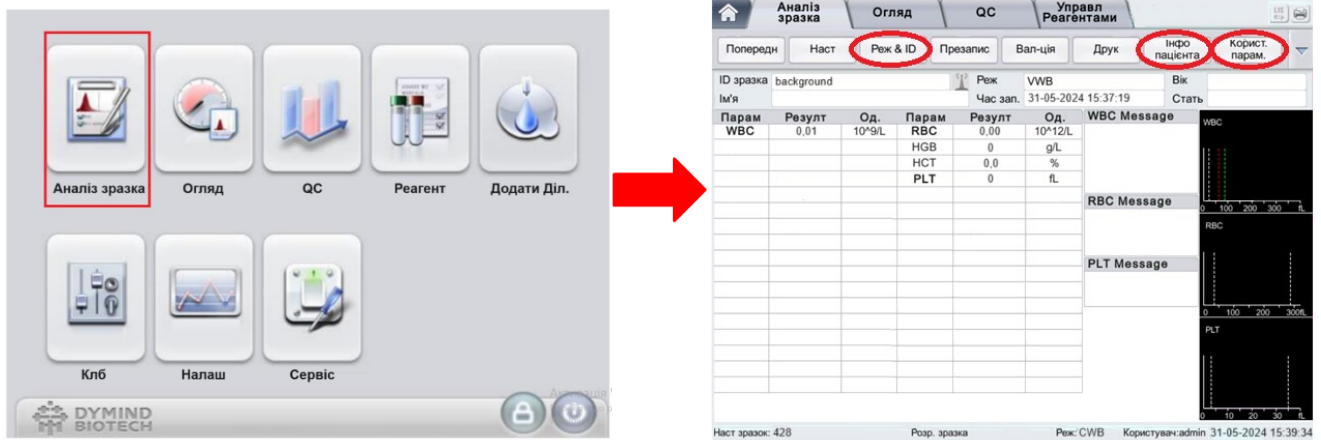 Аналіз зразка
Огляд
QC
Реагент
Додати Діл.
Клб
Налаш
Сервіс
DYMIND
BIOTECH
Аналіз
зразка
Огляд
QC
Управл
Реагентами
LIS
Попередн
Наст
Реж & ID
Презапис
Вал-ція
Друк
Інфо
пацієнта
Корист.
парам.
ID зразка background Реж VWB Вік
Ім'я Час зап. 31-05-2024 15:37:19 Стать
Парам Резулт Од. Парам Резулт Од.
WBC 0,01 10^9/L RBC 0,00 10^12/L
HGB 0 g/L
HCT 0,0 %
PLT 0 fL
WBC Message
RBC Message
PLT Message
WBC
0 100 200 300 fL
RBC
0 100 200 300fL
PLT
0 10 20 30 fL
Наст зразок: 428 Розр. зразка Реж: CWB Користувач:admin 31-05-2024 15:39:34